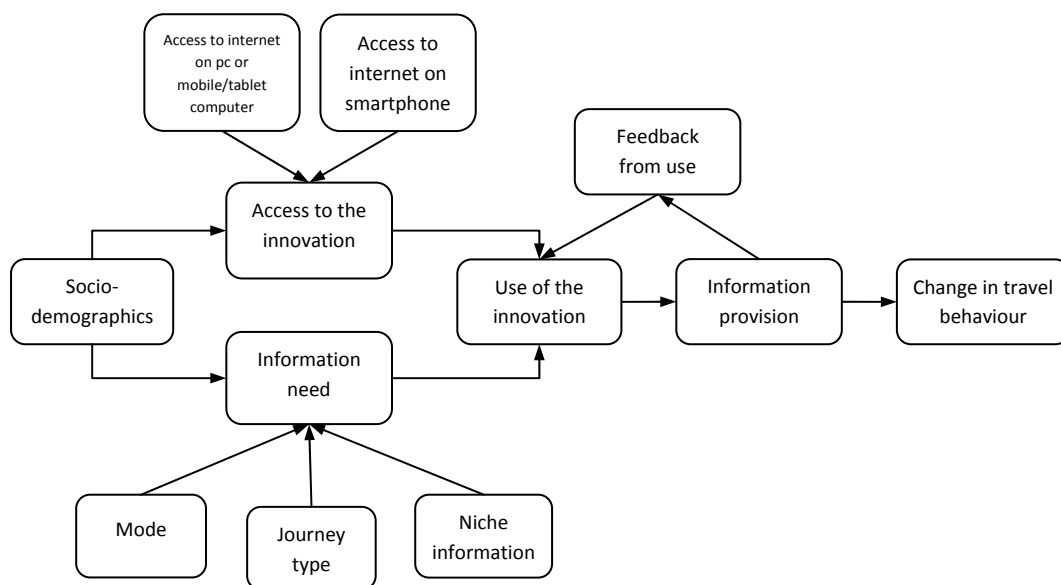 Access to internet
on pc or
mobile/tablet
computer
Access to
internet on
smartphone
Feedback
from use
Access to the
innovation
Socio-
demographics
Use of the
innovation
Information
provision
Change in travel
behaviour
Information
need
Mode
Journey
type
Niche
information